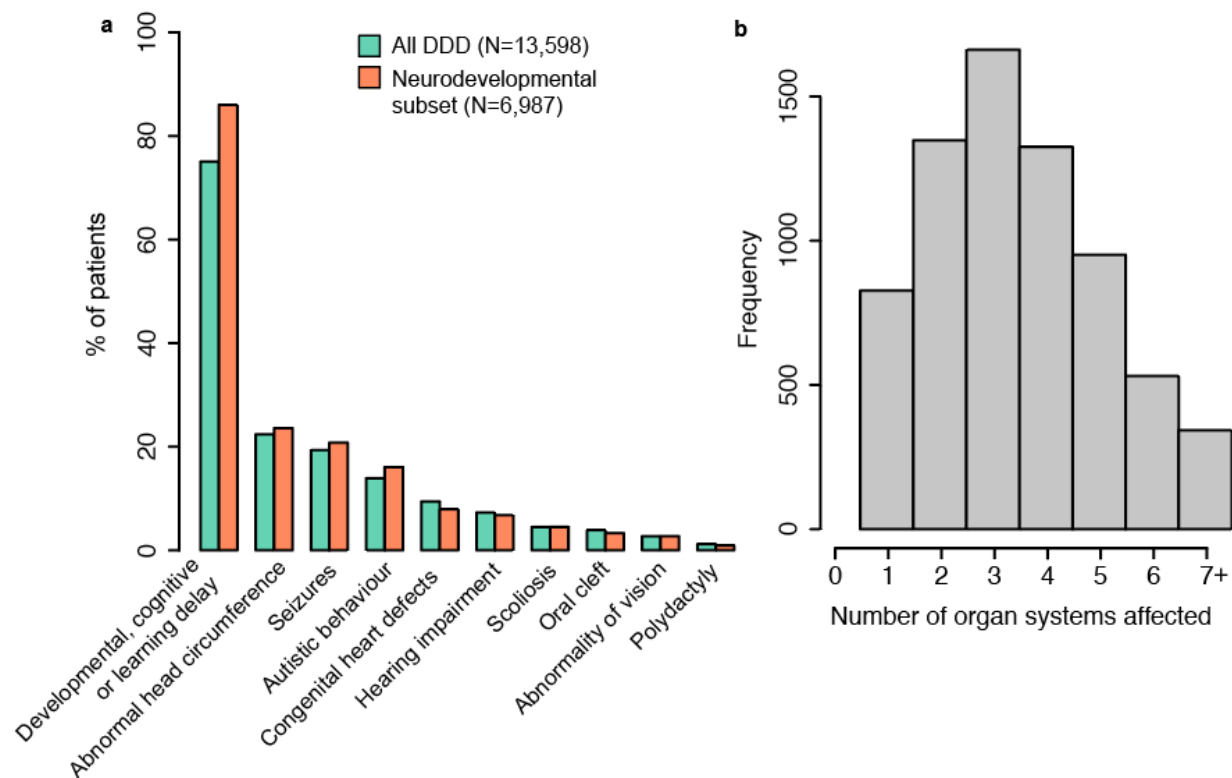 a
100
80
60
40
20
0
% of patients
All DDD (N=13,598)
Neurodevelopmental
subset (N=6,987)
Developmental, cognitive
or learning delay
Abnormal head circumference
Seizures
Autistic behaviour
Congenital heart defects
Hearing impairment
Scoliosis
Oral cleft
Abnormality of vision
Polydactyly
b
1500
1000
500
0
Frequency
0 1 2 3 4 5 6 7+
Number of organ systems affected